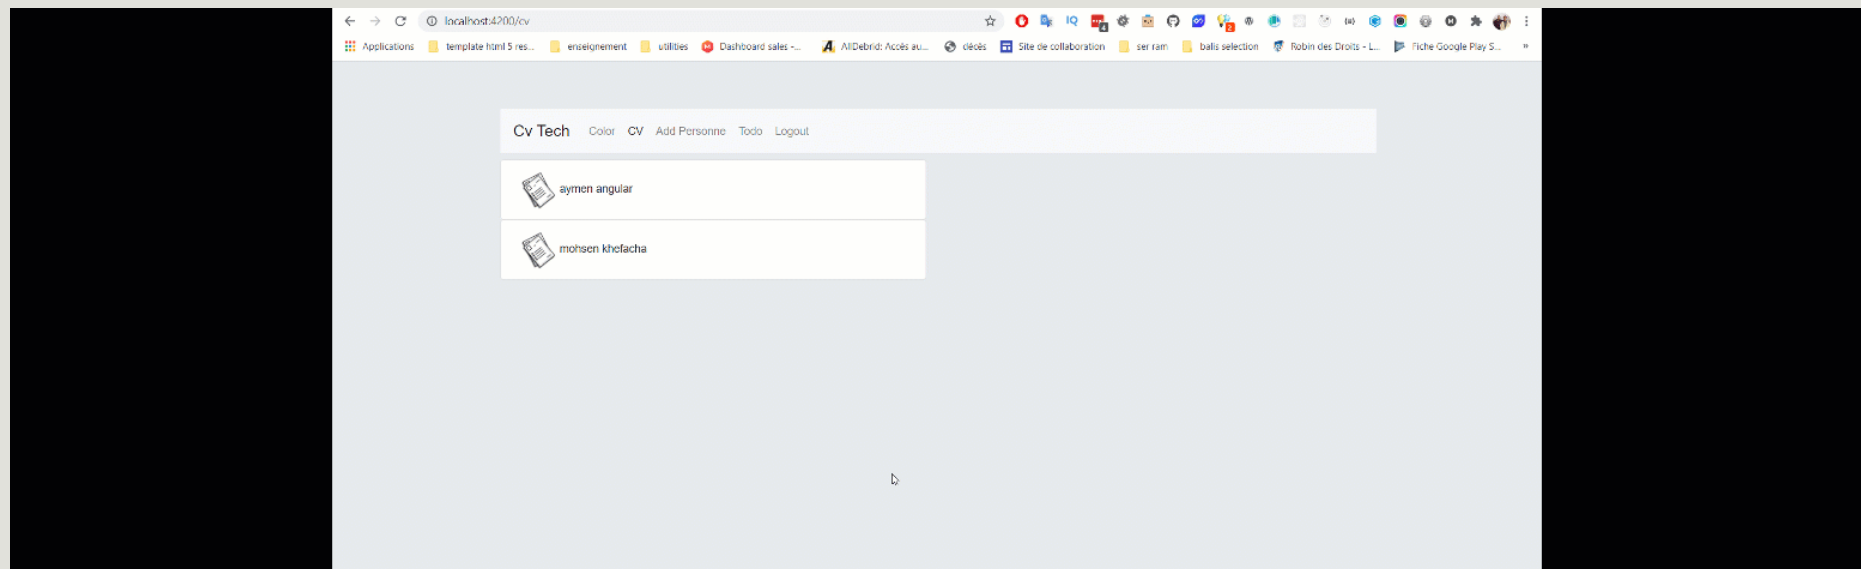 localhost:4200/cv
Applications template html 5 res... enseignement utilities Dashboard sales -... AllDebrid: Accès au... décès Site de collaboration ser ram balis selection Robin des Droits - L... Fiche Google Play S... »
Cv Tech Color CV Add Personne Todo Logout
aymen angular
mohsen khefacha